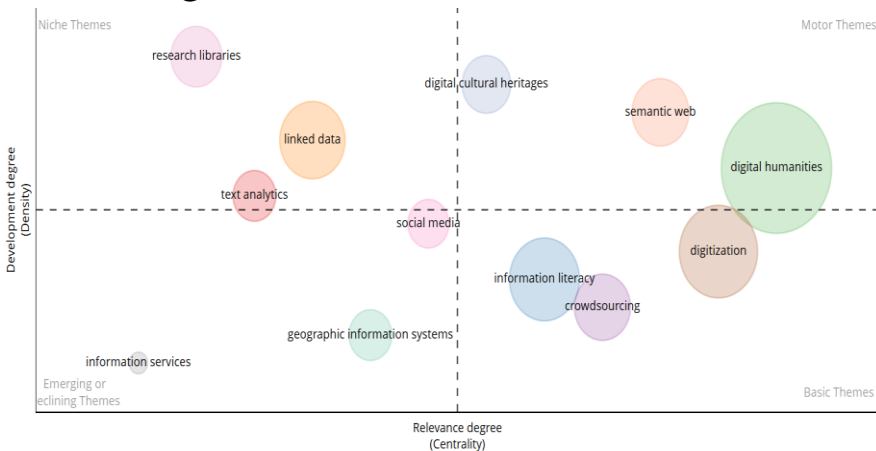 Niche Themes
Motor Themes
research libraries
digital cultural heritages
semantic web
linked data
digital humanities
text analytics
social media
digitization
information literacy
crowdsourcing
geographic information systems
information services
Emerging or
eclining Themes
Basic Themes
Development degree
(Density)
Relevance degree
(Centrality)